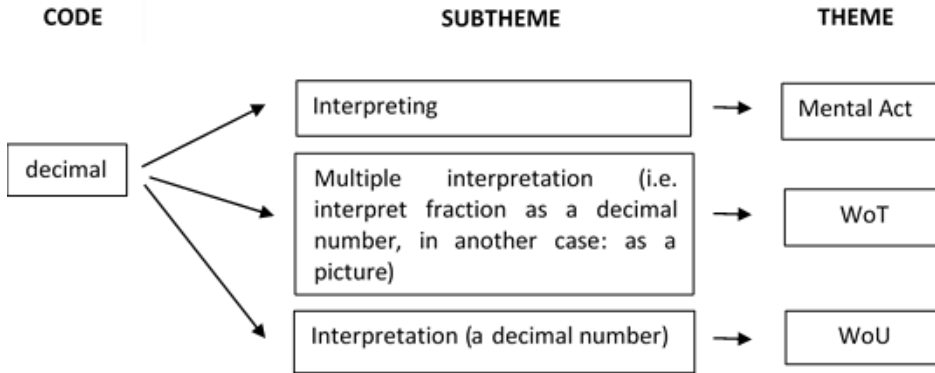 CODE SUBTHEME THEME
Interpreting
Mental Act
decimal
Multiple interpretation (i.e.
interpret fraction as a decimal
number, in another case: as a
picture)
WoT
Interpretation (a decimal number)
WoU